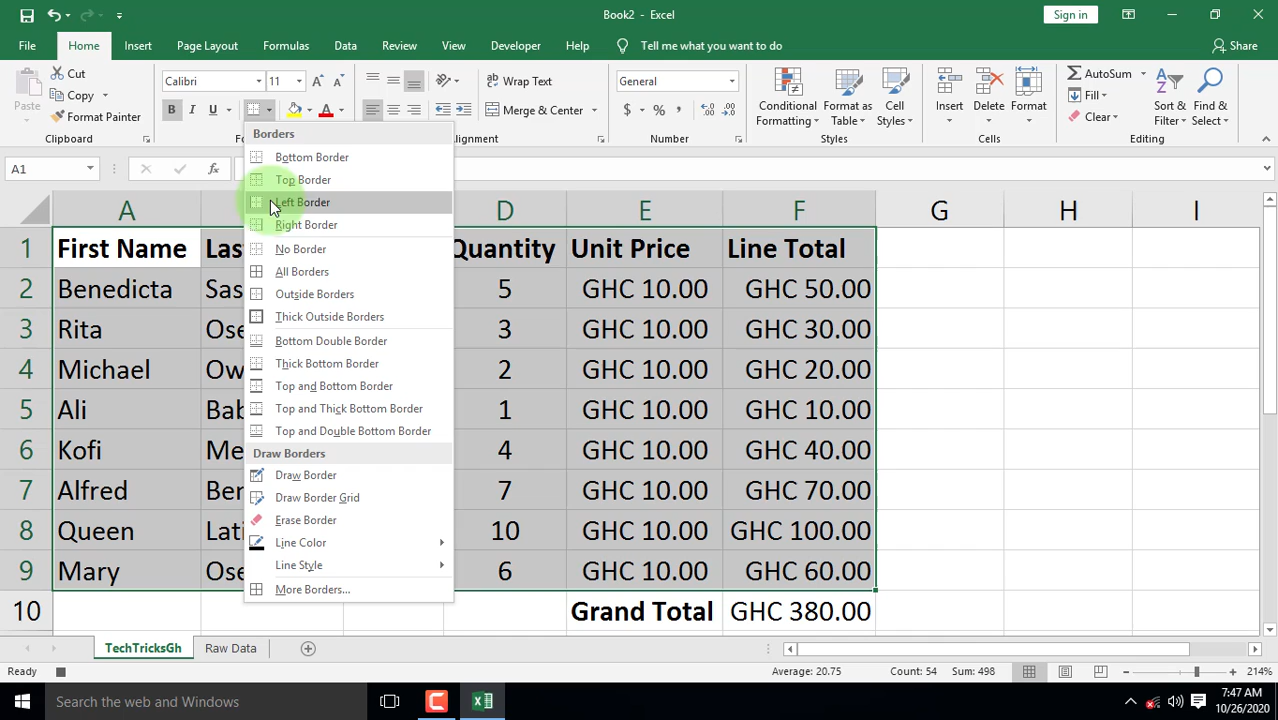 Book2 - Excel
Sign in
File Home Insert Page Layout Formulas Data Review View Developer Help Tell me what you want to do Share
Paste
Cut
Copy
Format Painter
Clipboard
Calibri 11
B I U
Wrap Text
Merge & Center
General
$ % ,
Number
Conditional Formatting
Format as Table
Cell Styles
Styles
Insert Delete Format
Cells
AutoSum
Fill
Clear
Sort & Filter
Find & Select
Editing
A1
fx
Borders
Bottom Border
Top Border
Left Border
Right Border
No Border
All Borders
Outside Borders
Thick Outside Borders
Bottom Double Border
Thick Bottom Border
Top and Bottom Border
Top and Thick Bottom Border
Top and Double Bottom Border
Draw Borders
Draw Border
Draw Border Grid
Erase Border
Line Color
Line Style
More Borders...
A D E F G H I
1 First Name Quantity Unit Price Line Total
2 Benedicta 5 GHC 10.00 GHC 50.00
3 Rita 3 GHC 10.00 GHC 30.00
4 Michael 2 GHC 10.00 GHC 20.00
5 Ali 1 GHC 10.00 GHC 10.00
6 Kofi 4 GHC 10.00 GHC 40.00
7 Alfred 7 GHC 10.00 GHC 70.00
8 Queen 10 GHC 10.00 GHC 100.00
9 Mary 6 GHC 10.00 GHC 60.00
10 Grand Total GHC 380.00
TechTricksGh Raw Data
Ready Average: 20.75 Count: 54 Sum: 498 214%
Search the web and Windows
7:47 AM
10/26/2020